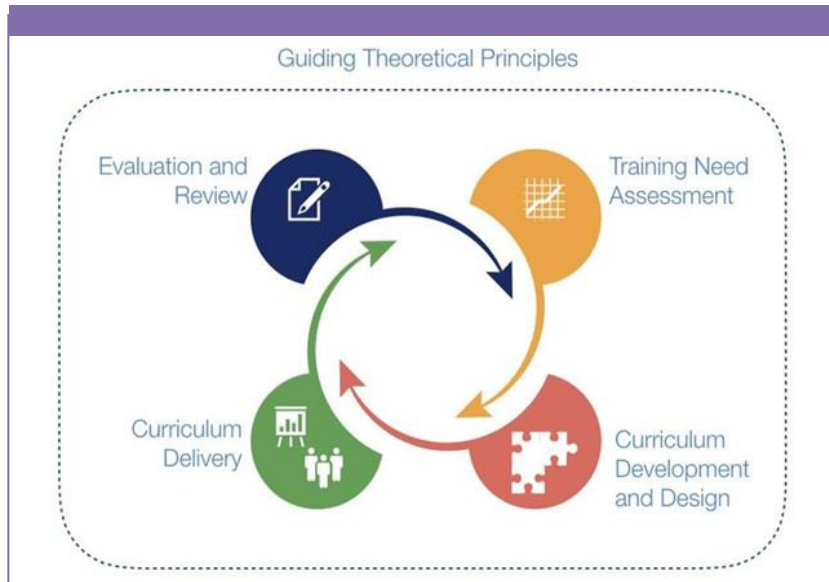 Guiding Theoretical Principles
Evaluation and
Review
Training Need
Assessment
Curriculum
Delivery
Curriculum
Development
and Design